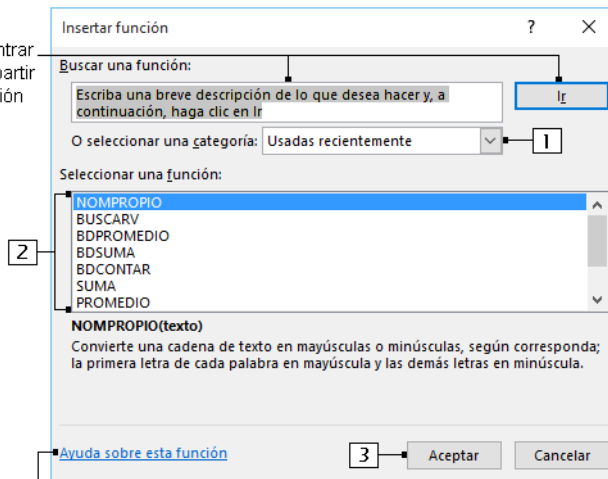 Insertar función ? X
ntrar
Buscar una función:
artir
ión
Escriba una breve descripción de lo que desea hacer y, a
continuación, haga clic en Ir
Ir
O seleccionar una categoría: Usadas recientemente
1
Seleccionar una función:
NOMPROPIO
BUSCARV
BDPROMEDIO
2
BDSUMA
BDCONTAR
SUMA
PROMEDIO
NOMPROPIO(texto)
Convierte una cadena de texto en mayúsculas o minúsculas, según corresponda;
la primera letra de cada palabra en mayúscula y las demás letras en minúscula.
Ayuda sobre esta función
3
Aceptar
Cancelar